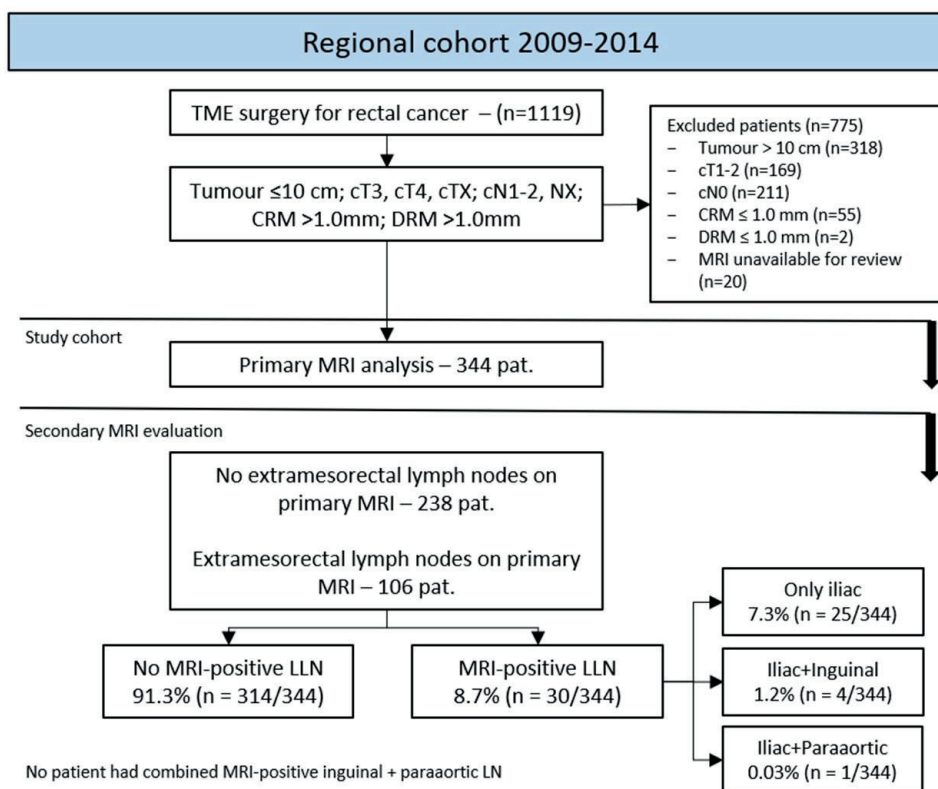 Regional cohort 2009-2014
TME surgery for rectal cancer – (n=1119)
Tumour ≤10 cm; cT3, cT4, cTX; cN1-2, NX;
CRM >1.0mm; DRM >1.0mm
Excluded patients (n=775)
– Tumour > 10 cm (n=318)
– cT1-2 (n=169)
– cN0 (n=211)
– CRM ≤ 1.0 mm (n=55)
– DRM ≤ 1.0 mm (n=2)
– MRI unavailable for review
(n=20)
Study cohort
Primary MRI analysis – 344 pat.
Secondary MRI evaluation
No extramesorectal lymph nodes on
primary MRI – 238 pat.
Extramesorectal lymph nodes on primary
MRI – 106 pat.
No MRI-positive LLN
91.3% (n = 314/344)
MRI-positive LLN
8.7% (n = 30/344)
Only iliac
7.3% (n = 25/344)
Iliac+Inguinal
1.2% (n = 4/344)
Iliac+Paraaortic
0.03% (n = 1/344)
No patient had combined MRI-positive inguinal + paraaortic LN